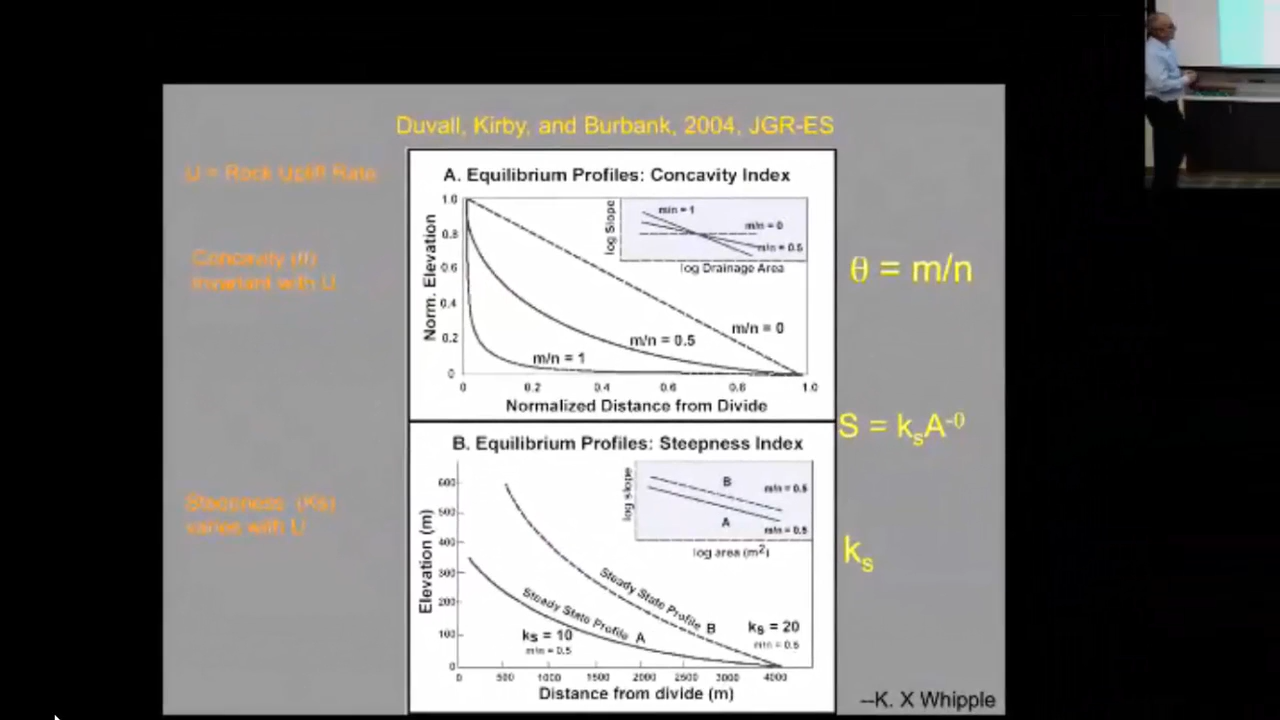 Duvall, Kirby, and Burbank, 2004, JGR-ES
U = Rock Uplift Rate
Concavity (θ)
invariant with U
Steepness (Ks)
varies with U
A. Equilibrium Profiles: Concavity Index
Norm. Elevation
1.0
0.8
0.6
0.4
0.2
0
log Slope
m/n = 1
m/n = 0
m/n = 0.5
log Drainage Area
m/n = 0
m/n = 0.5
m/n = 1
0 0.2 0.4 0.6 0.8 1.0
Normalized Distance from Divide
θ = m/n
S = ksA-θ
B. Equilibrium Profiles: Steepness Index
Elevation (m)
600
500
400
300
200
100
0
log slope
B
m/n = 0.5
A
m/n = 0.5
log area (m2)
Steady State Profile B
Steady State Profile A
ks = 20
m/n = 0.5
ks = 10
m/n = 0.5
0 500 1000 1500 2000 2500 3000 4000
Distance from divide (m)
ks
--K. X Whipple